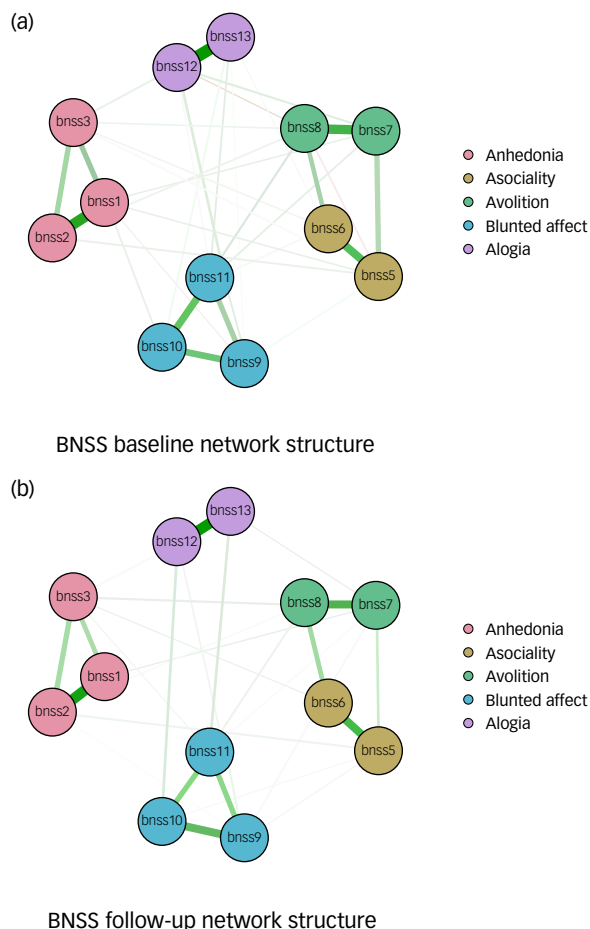 (a)
bnss13
bnss12
bnss3
bnss8
bnss7
bnss1
bnss2
bnss6
bnss5
bnss11
bnss10
bnss9
Anhedonia
Asociality
Avolition
Blunted affect
Alogia
BNSS baseline network structure
(b)
bnss13
bnss12
bnss3
bnss8
bnss7
bnss1
bnss2
bnss6
bnss5
bnss11
bnss10
bnss9
Anhedonia
Asociality
Avolition
Blunted affect
Alogia
BNSS follow-up network structure